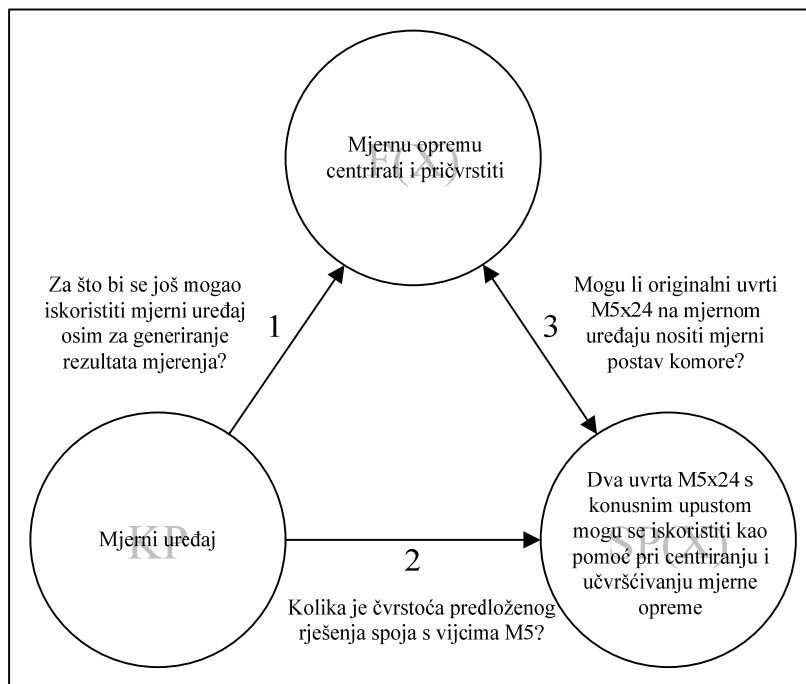 F(X)
Mjernu opremu
centrirati i pričvrstiti
Za što bi se još mogao
iskoristiti mjerni uređaj
osim za generiranje
rezultata mjerenja?
1
3
Mogu li originalni uvrti
M5x24 na mjernom
uređaju nositi mjerni
postav komore?
KP
Mjerni uređaj
2
Kolika je čvrstoća predloženog
rješenja spoja s vijcima M5?
SP(X)
Dva uvrta M5x24 s
konusnim upustom
mogu se iskoristiti kao
pomoć pri centriranju i
učvršćivanju mjerne
opreme